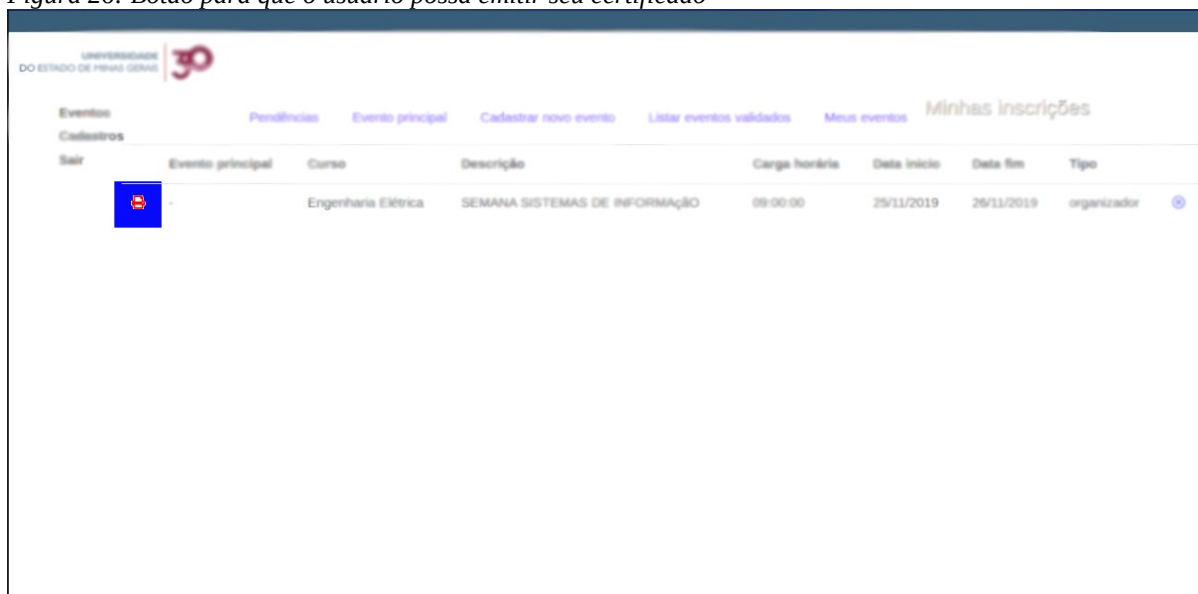 Figura 26: Botão para que o usuário possa emitir seu certificado
UNIVERSIDADE
DO ESTADO DE MINAS GERAIS
30
Eventos
Cadastros
Sair
Pendências Evento principal Cadastrar novo evento Listar eventos validados Meus eventos Minhas inscrições
Evento principal Curso Descrição Carga horária Data inicio Data fim Tipo
- Engenharia Elétrica SEMANA SISTEMAS DE INFORMAçãO 09:00:00 25/11/2019 26/11/2019 organizador